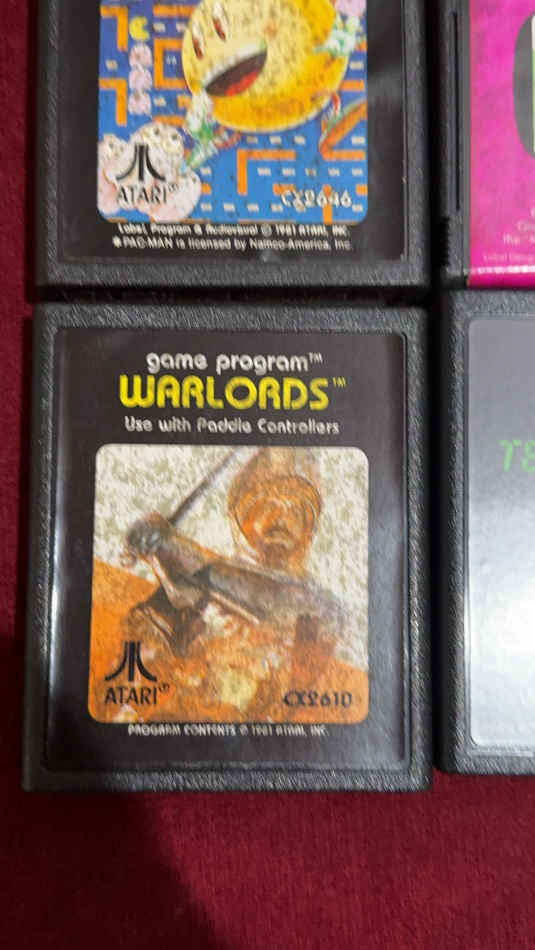 ATARI®
CX2646
Label, Program & Audiovisual © 1981 ATARI, INC.
● PAC-MAN is licensed by Namco-America, Inc.
game program™
WARLORDS™
Use with Paddle Controllers
ATARI®
CX2610
PROGRAM CONTENTS © 1981 ATARI, INC.
TE